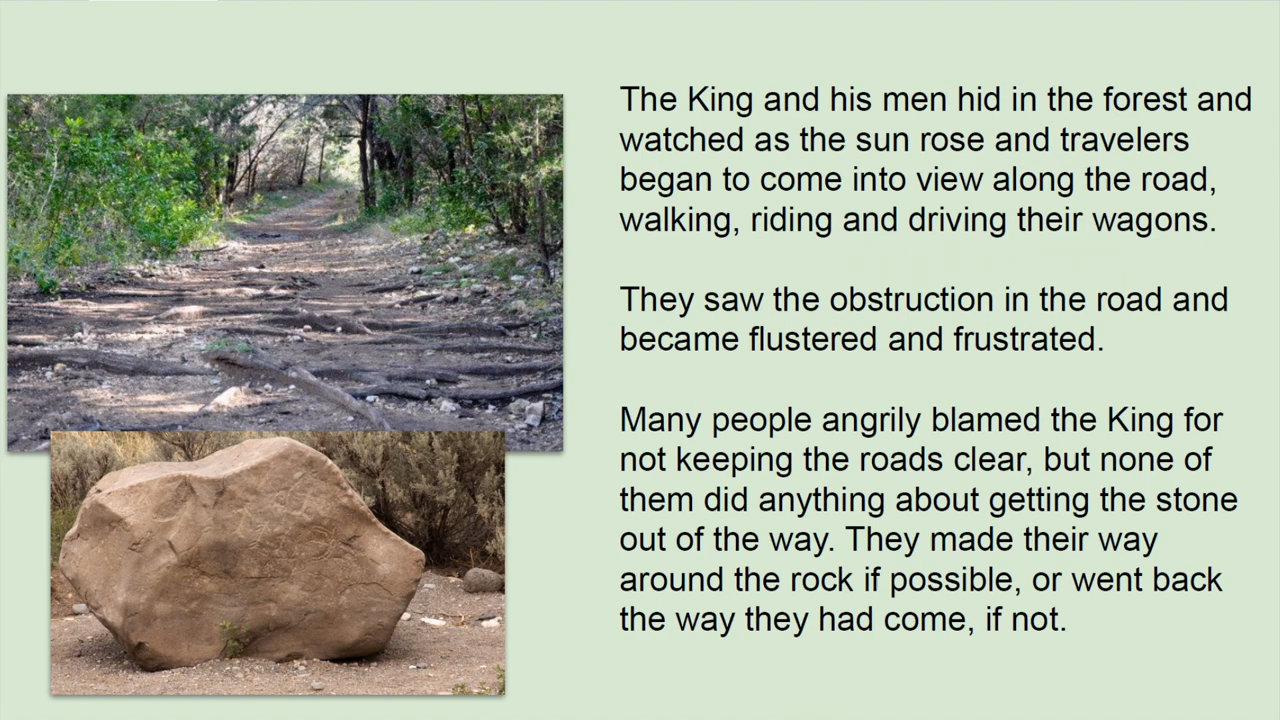 The King and his men hid in the forest and
watched as the sun rose and travelers
began to come into view along the road,
walking, riding and driving their wagons.
They saw the obstruction in the road and
became flustered and frustrated.
Many people angrily blamed the King for
not keeping the roads clear, but none of
them did anything about getting the stone
out of the way. They made their way
around the rock if possible, or went back
the way they had come, if not.